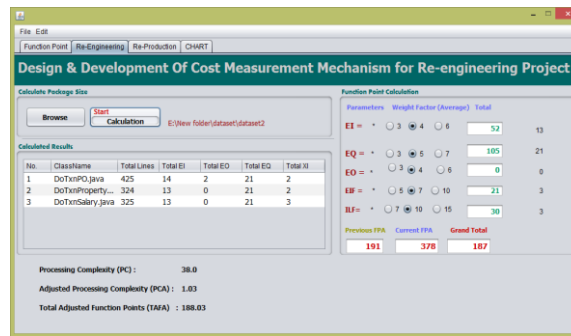 File Edit
Function Point Re-Engineering Re-Production CHART
Design & Development Of Cost Measurement Mechanism for Re-engineering Project
Calculate Package Size
Browse
Start
Calculation
E:\New folder\dataset\dataset2
Calculated Results
No. ClassName Total Lines Total EI Total EO Total EQ Total XI
1 DoTxnPO.java 425 14 2 21 2
2 DoTxnProperty... 324 13 0 21 2
3 DoTxnSalary.java 325 13 0 21 3
Function Point Calculation
Parameters Weight Factor (Average) Total
EI = * 3 4 6 52 13
EQ = * 3 5 7 105 21
EO = * 3 4 6 0 0
EIF = * 5 7 10 21 3
ILF= * 7 10 15 30 3
Previous FPA Current FPA Grand Total
191 378 187
Processing Complexity (PC) : 38.0
Adjusted Processing Complexity (PCA) : 1.03
Total Adjusted Function Points (TAFA) : 188.03